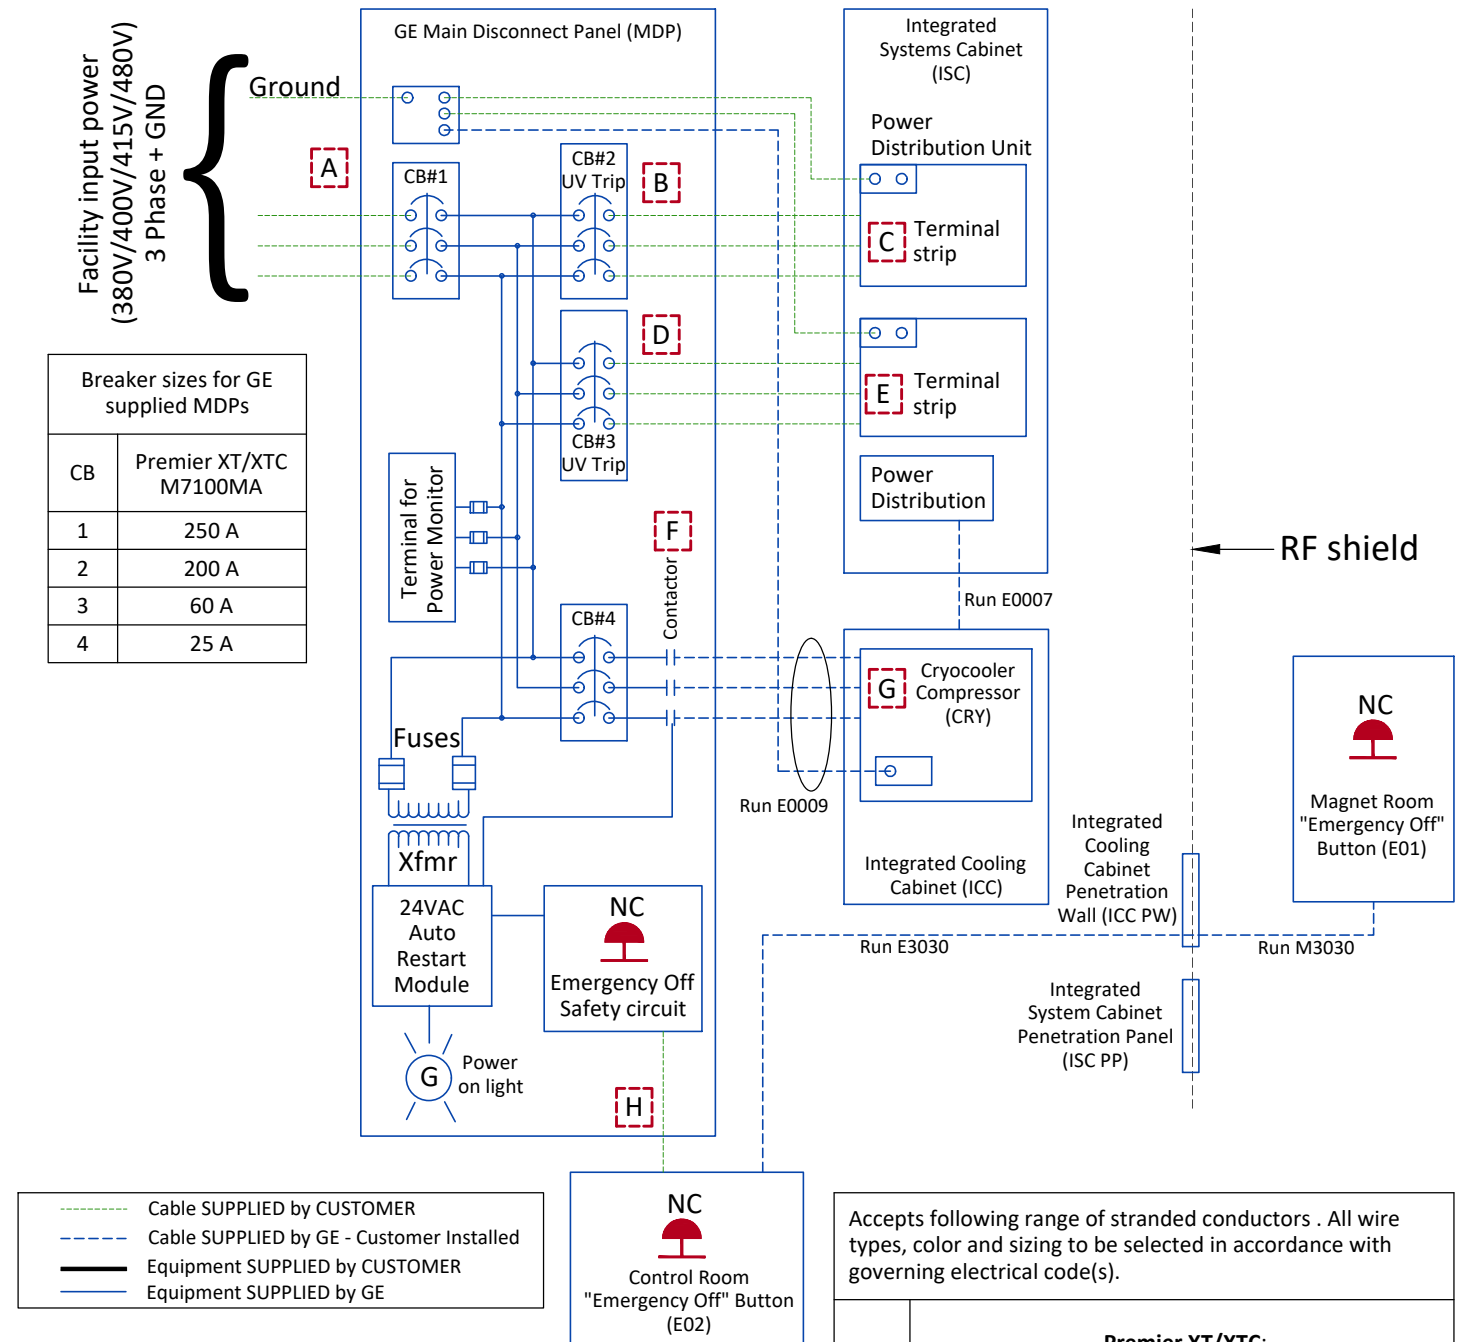 GE Main Disconnect Panel (MDP)
Integrated
Systems Cabinet
(ISC)
Facility input power
(380V/400V/415V/480V)
3 Phase + GND
Ground
A
CB#1
CB#2
UV Trip
B
Power
Distribution Unit
C
Terminal
strip
D
CB#3
UV Trip
E
Terminal
strip
Breaker sizes for GE
supplied MDPs
CB
Premier XT/XTC
M7100MA
1
250 A
2
200 A
3
60 A
4
25 A
Terminal for
Power Monitor
Power
Distribution
F
Contactor
RF shield
Run E0007
CB#4
G
Cryocooler
Compressor
(CRY)
Fuses
Run E0009
Xfmr
Integrated Cooling
Cabinet (ICC)
Integrated
Cooling
Cabinet
Penetration
Wall (ICC PW)
NC
Magnet Room
"Emergency Off"
Button (E01)
24VAC
Auto
Restart
Module
NC
Emergency Off
Safety circuit
Run E3030
Run M3030
Integrated
System Cabinet
Penetration Panel
(ISC PP)
G
Power
on light
H
Cable SUPPLIED by CUSTOMER
Cable SUPPLIED by GE - Customer Installed
Equipment SUPPLIED by CUSTOMER
Equipment SUPPLIED by GE
NC
Control Room
"Emergency Off" Button
(E02)
Accepts following range of stranded conductors . All wire
types, color and sizing to be selected in accordance with
governing electrical code(s).
Premier XT/XTC: